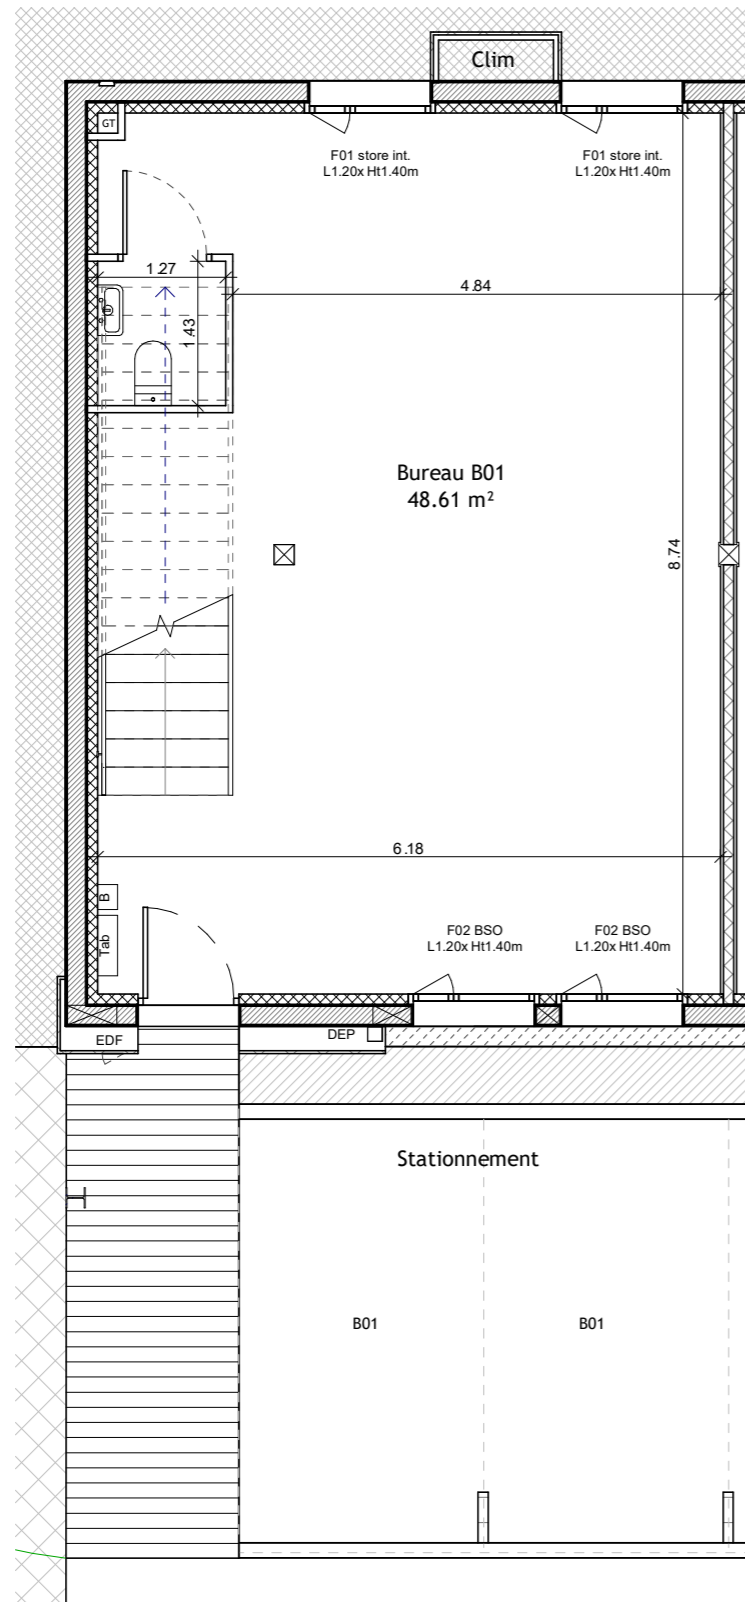 Clim
GT
F01 store int.
L1.20x Ht1.40m
F01 store int.
L1.20x Ht1.40m
1.27
4.84
1.43
Bureau B01
48.61 m²
8.74
6.18
B
Tab
F02 BSO
L1.20x Ht1.40m
F02 BSO
L1.20x Ht1.40m
EDF
DEP
Stationnement
B01
B01